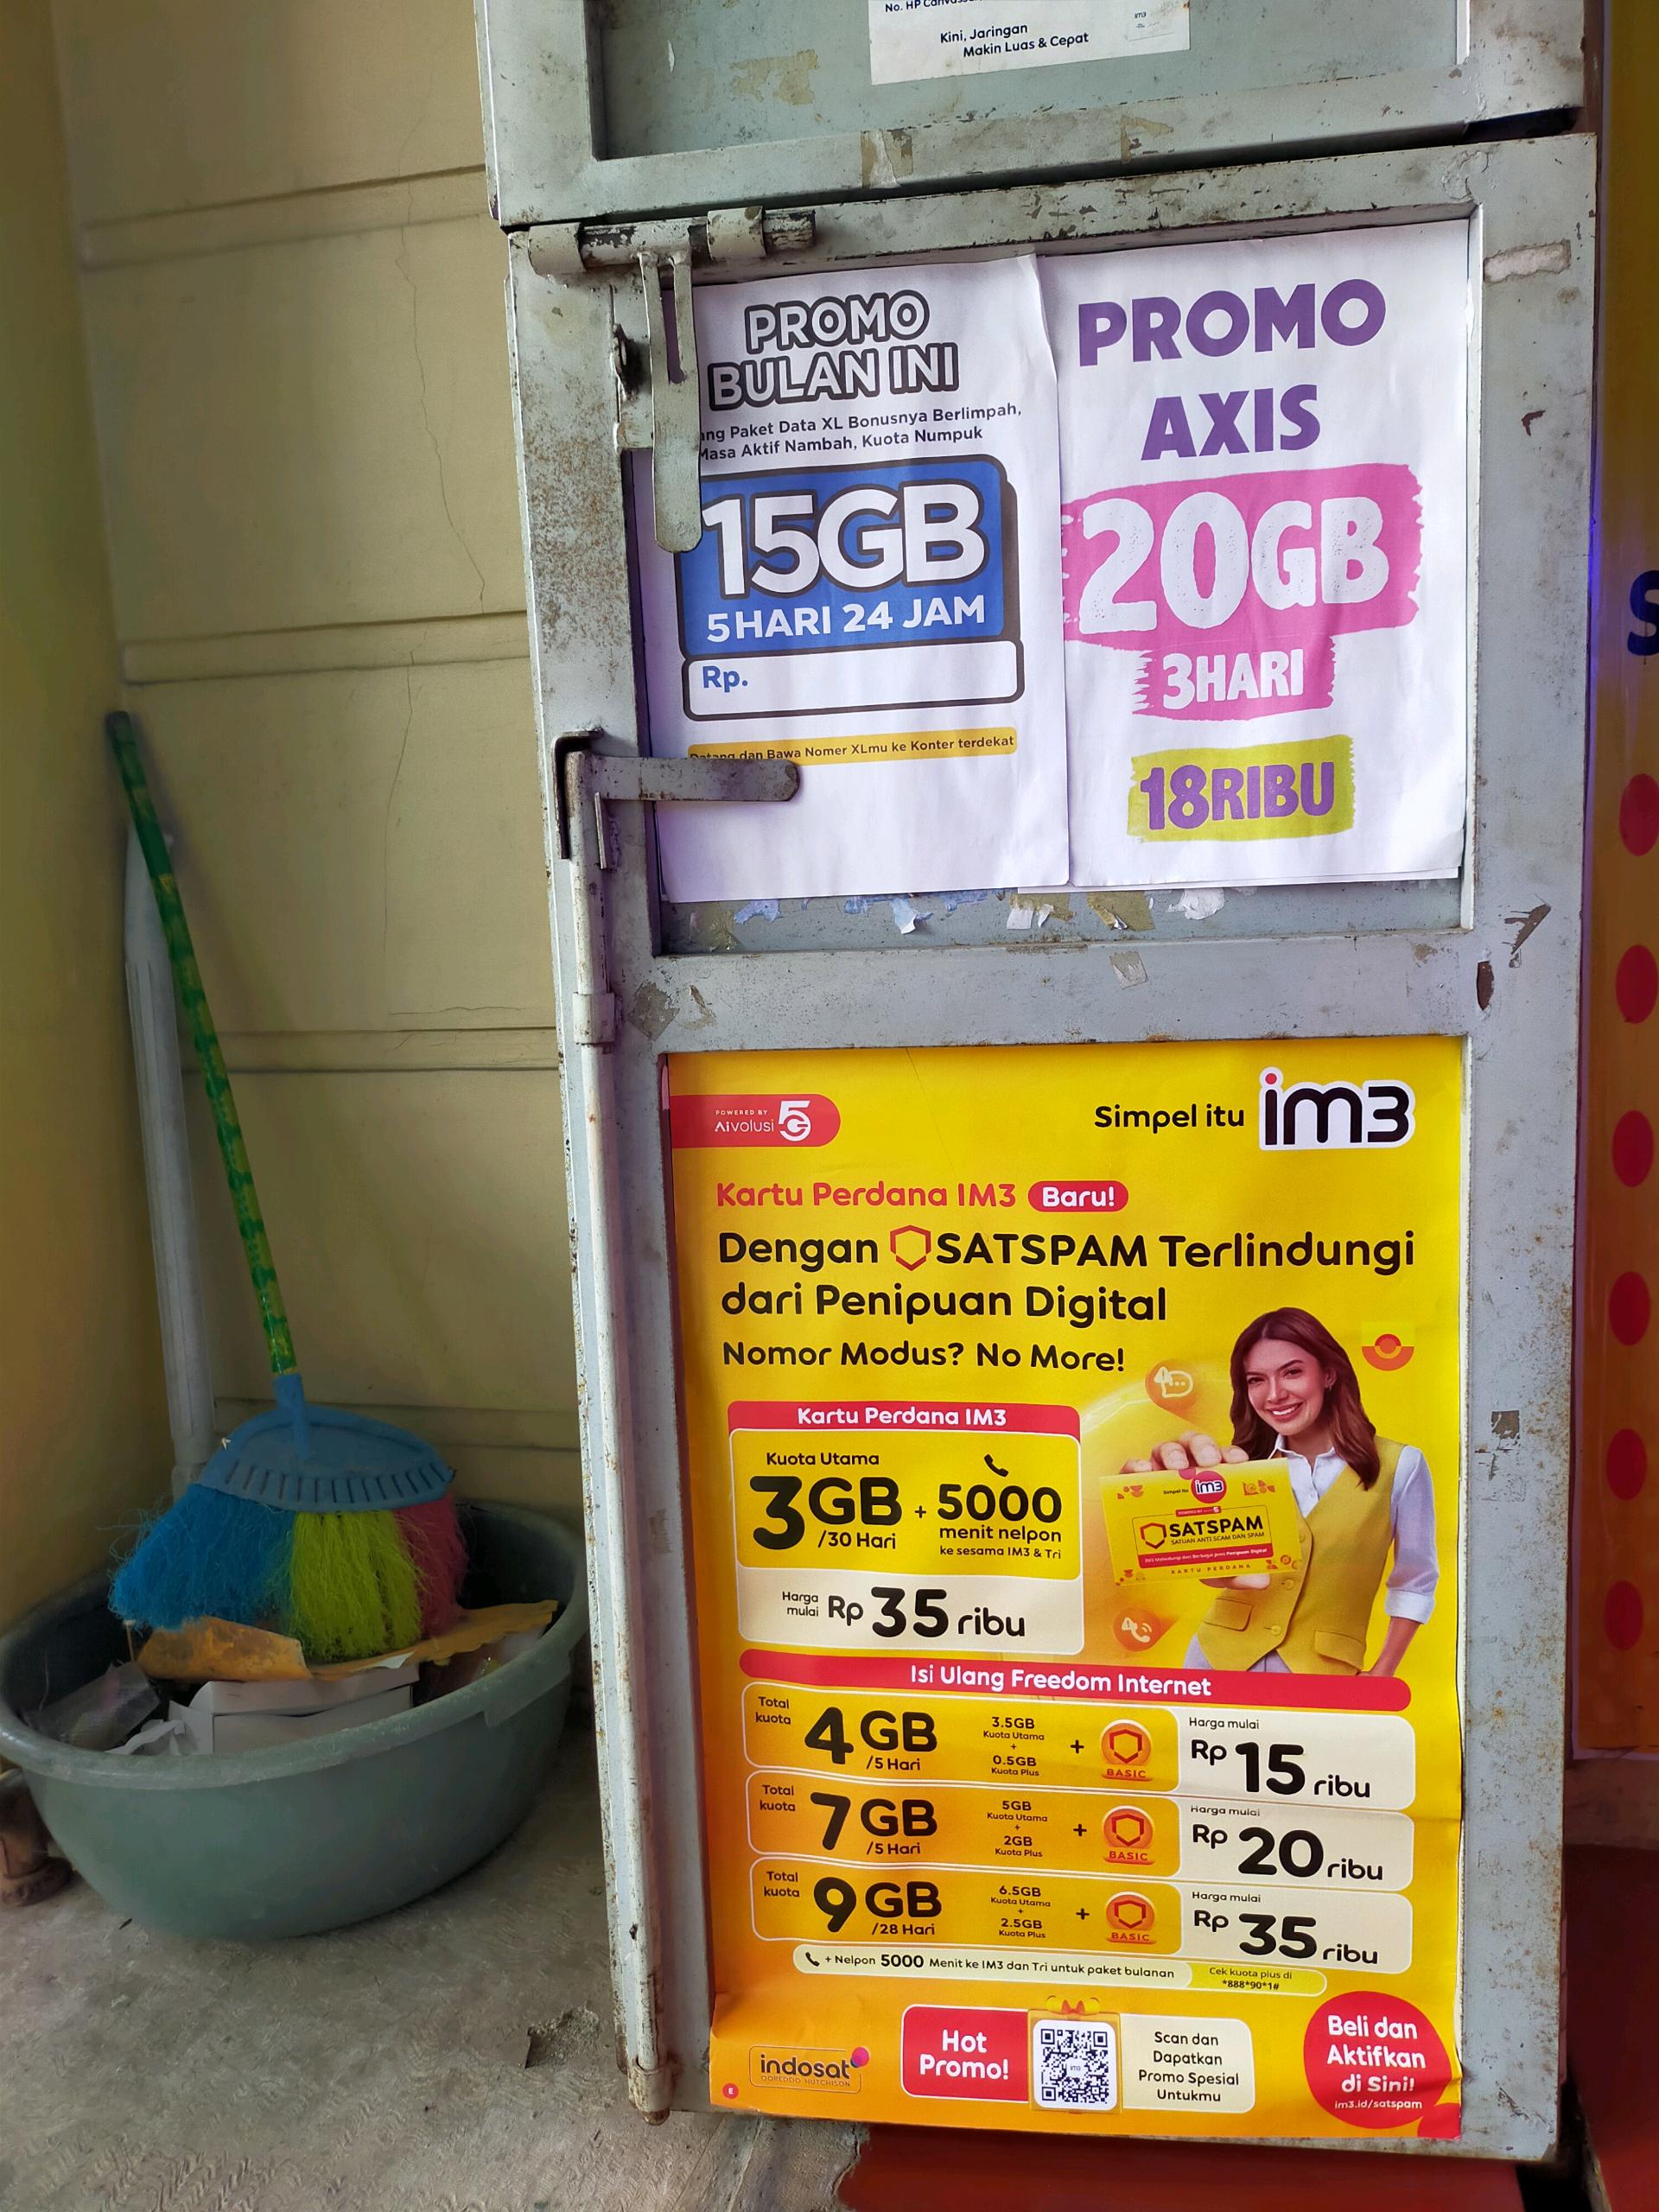 No. HP Canvass
im3
Kini, Jaringan
Makin Luas & Cepat
PROMO
BULAN INI
Paket Data XL Bonusnya Berlimpah,
Masa Aktif Nambah, Kuota Numpuk
15GB
5 HARI 24 JAM
Rp.
Datang dan Bawa Nomer XLmu ke Konter terdekat
PROMO
AXIS
20GB
3HARI
18RIBU
S
POWERED BY
AIvolusi 5G
Simpel itu im3
Kartu Perdana IM3 Baru!
Dengan SATSPAM Terlindungi
dari Penipuan Digital
Nomor Modus? No More!
Kartu Perdana IM3
Kuota Utama
3GB /30 Hari + 5000
menit nelpon
ke sesama IM3 & Tri
Harga mulai Rp 35 ribu
Simpel itu im3
SATSPAM
SATUAN ANTI SCAM DAN SPAM
KARTU PERDANA
Isi Ulang Freedom Internet
Total kuota 4GB /5 Hari 3.5GB Kuota Utama + 0.5GB Kuota Plus + BASIC Harga mulai Rp 15 ribu
Total kuota 7GB /5 Hari 5GB Kuota Utama + 2GB Kuota Plus + BASIC Harga mulai Rp 20 ribu
Total kuota 9GB /28 Hari 6.5GB Kuota Utama + 2.5GB Kuota Plus + BASIC Harga mulai Rp 35 ribu
+ Nelpon 5000 Menit ke IM3 dan Tri untuk paket bulanan
Cek kuota plus di
*888*90*1#
indosat
OOREDOO HUTCHISON
E
Hot
Promo!
Scan dan
Dapatkan
Promo Spesial
Untukmu
Beli dan
Aktifkan
di Sini!
im3.id/satspam